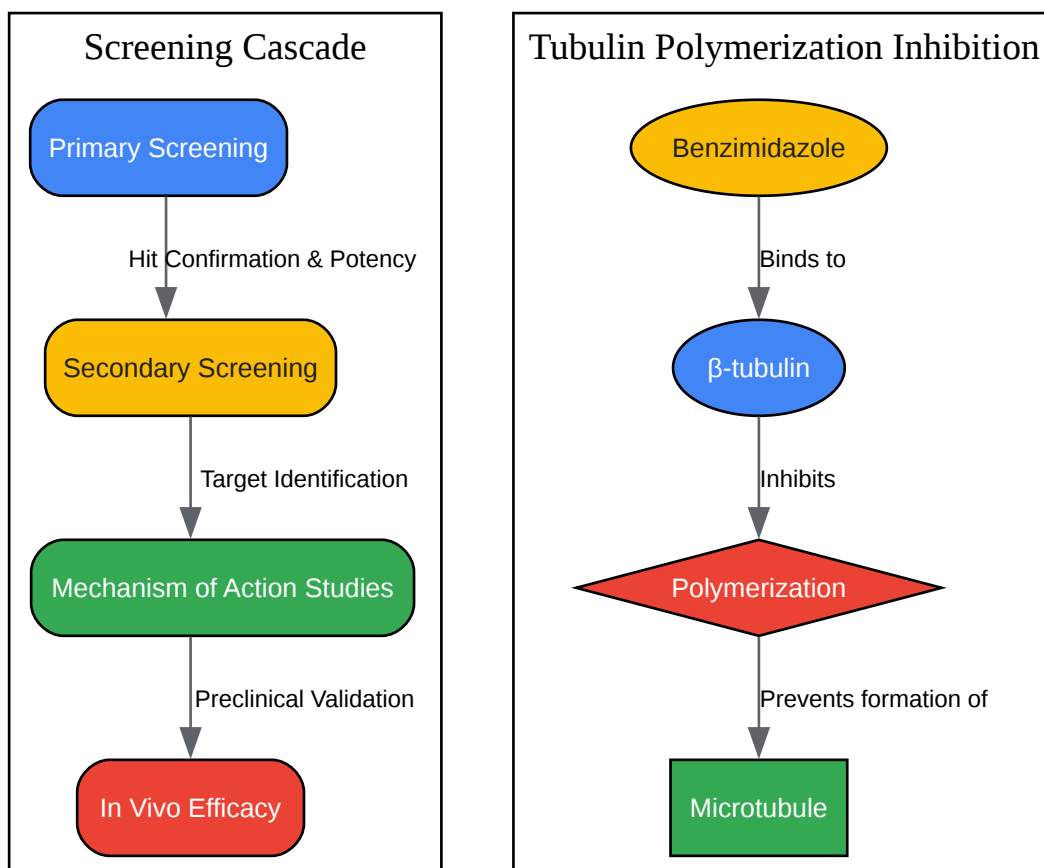 Screening Cascade
Primary Screening
Hit Confirmation & Potency
Secondary Screening
Target Identification
Mechanism of Action Studies
Preclinical Validation
In Vivo Efficacy
Tubulin Polymerization Inhibition
Benzimidazole
Binds to
β-tubulin
Inhibits
Polymerization
Prevents formation of
Microtubule